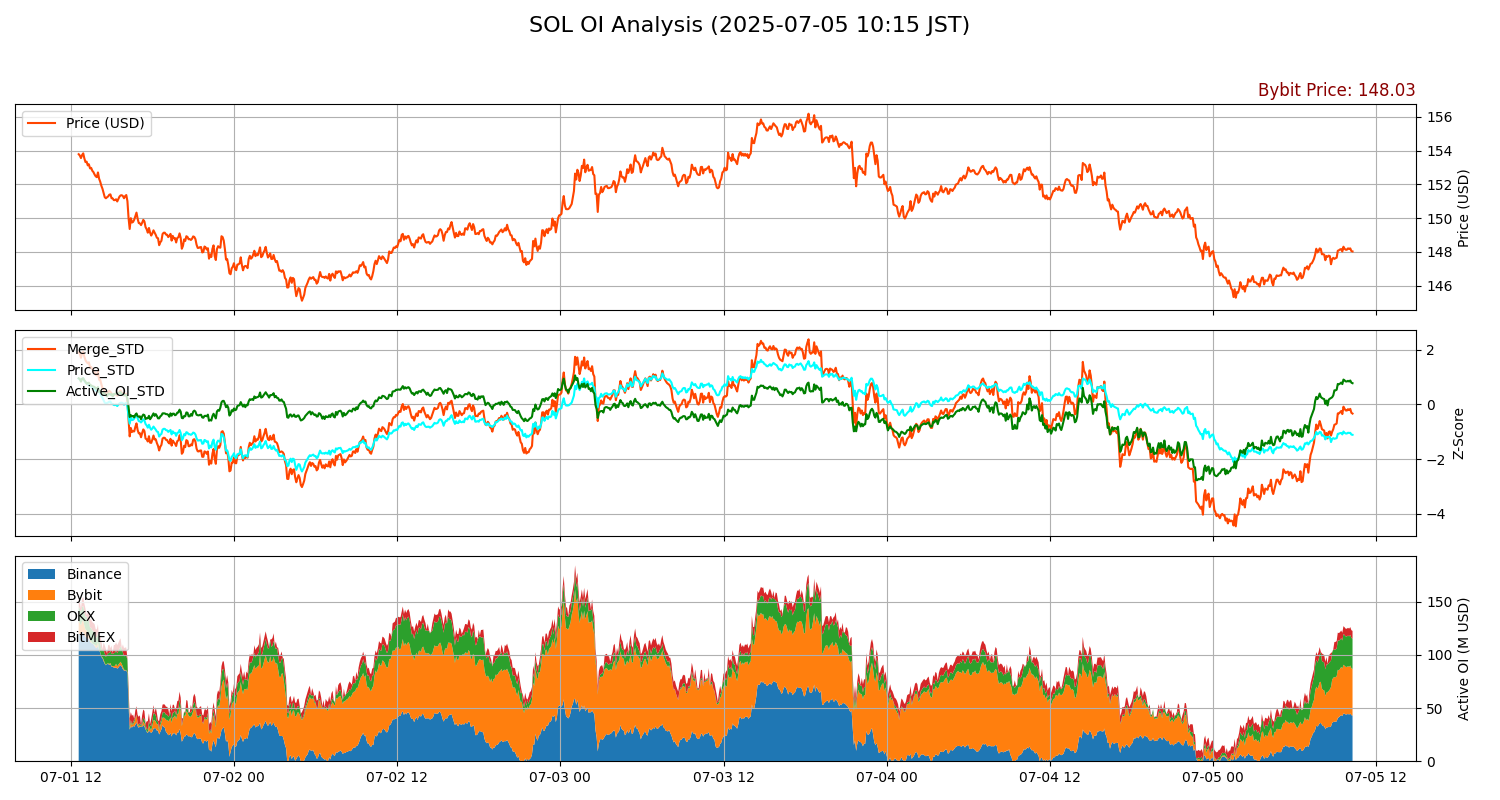 SOL OI Analysis (2025-07-05 10:15 JST)
Bybit Price: 148.03
Price (USD)
156
154
152
150
148
146
Price (USD)
Merge_STD
Price_STD
Active_OI_STD
2
0
−2
−4
Z-Score
Binance
Bybit
OKX
BitMEX
150
100
50
0
Active OI (M USD)
07-01 12
07-02 00
07-02 12
07-03 00
07-03 12
07-04 00
07-04 12
07-05 00
07-05 12